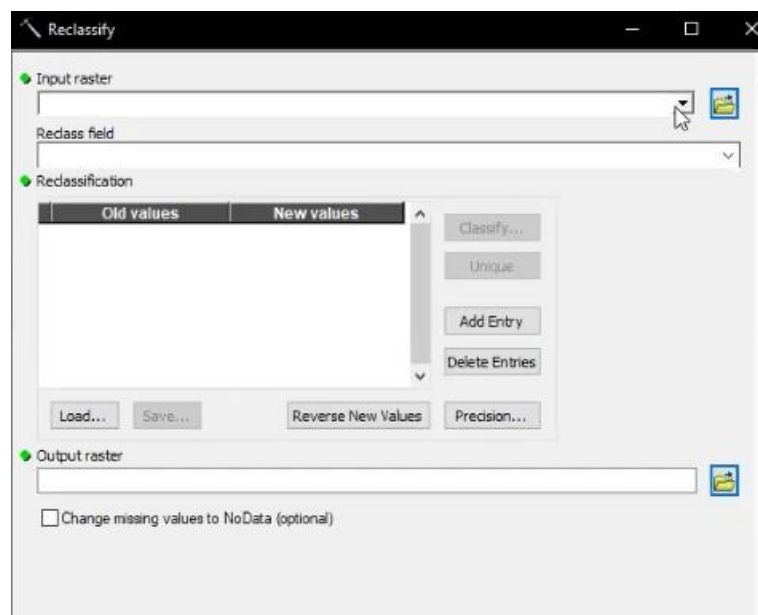 Reclassify
Input raster
Reclass field
Reclassification
Old values New values
Classify...
Unique
Add Entry
Delete Entries
Load... Save... Reverse New Values Precision...
Output raster
Change missing values to NoData (optional)